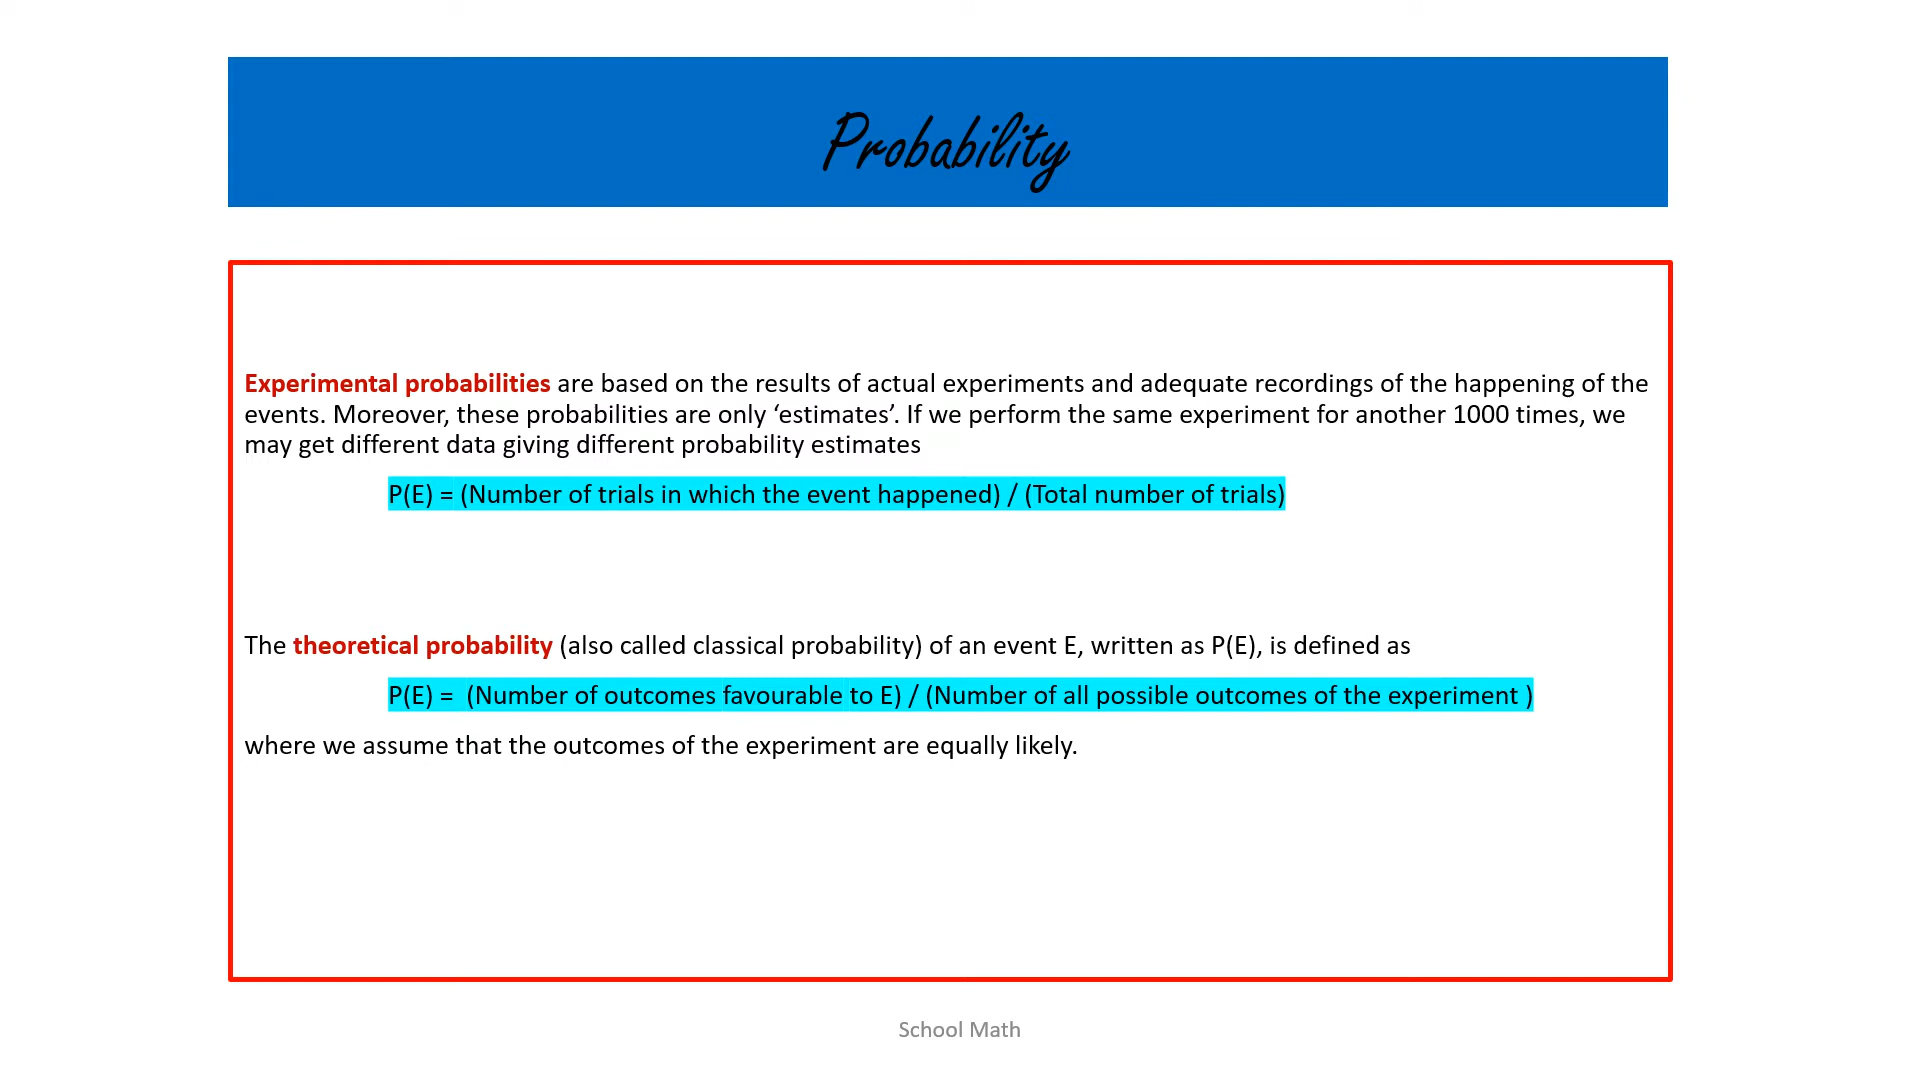 Probability
Experimental probabilities are based on the results of actual experiments and adequate recordings of the happening of the
events. Moreover, these probabilities are only ‘estimates’. If we perform the same experiment for another 1000 times, we
may get different data giving different probability estimates
P(E) = (Number of trials in which the event happened) / (Total number of trials)
The theoretical probability (also called classical probability) of an event E, written as P(E), is defined as
P(E) =  (Number of outcomes favourable to E) / (Number of all possible outcomes of the experiment )
where we assume that the outcomes of the experiment are equally likely.
School Math